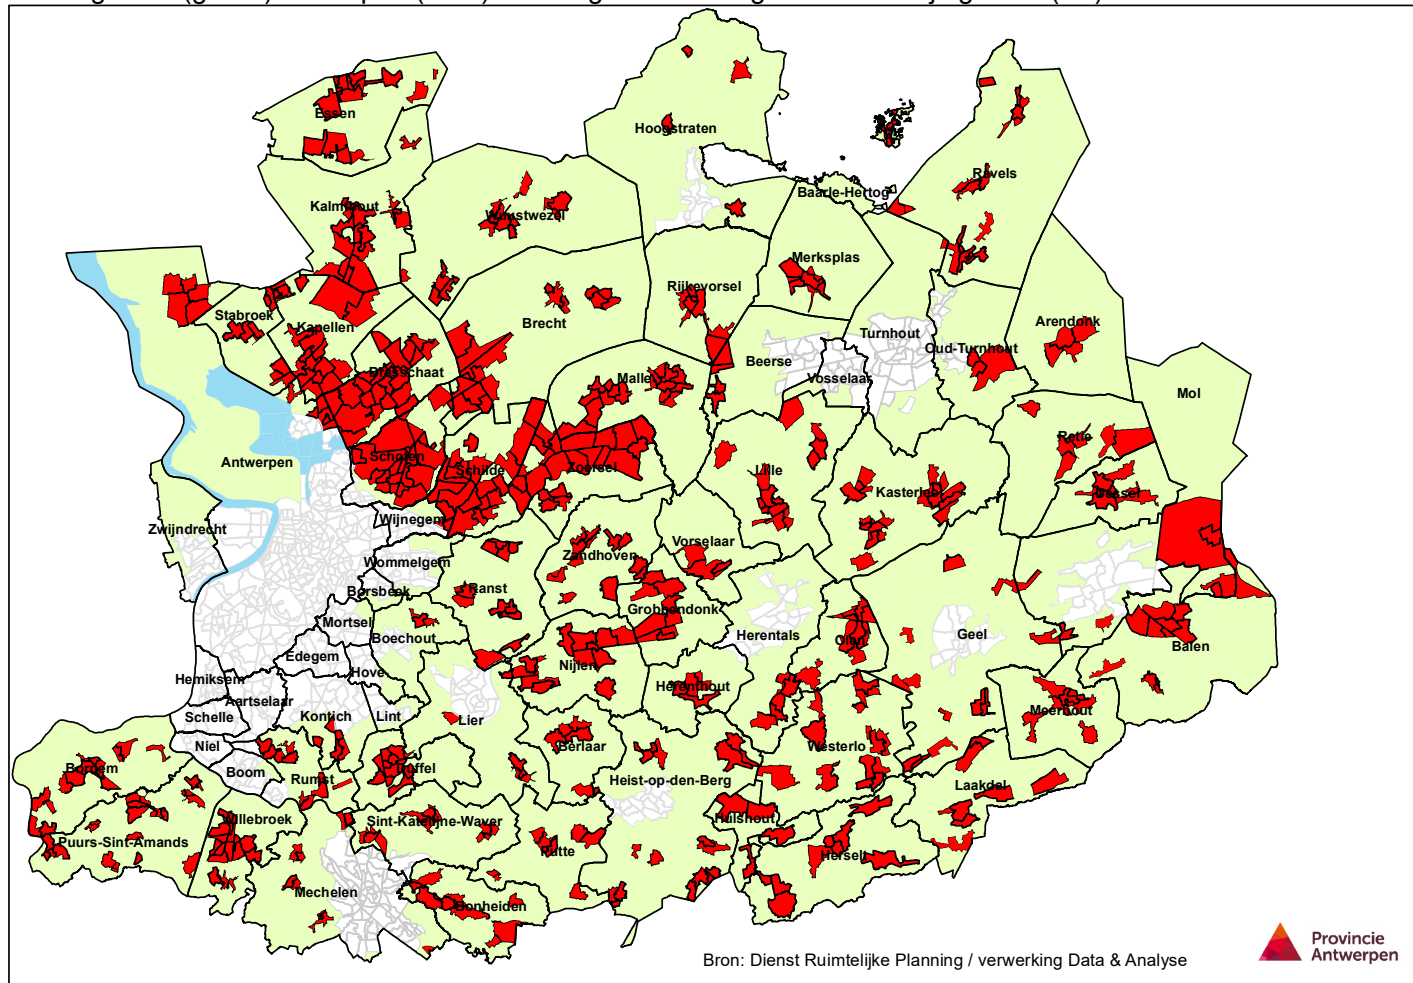 Essen
Hoogstraten
Ravels
Baarle-Hertog
Kalmthout
Wuustwezel
Merksplas
Rijkevorsel
Stabroek
Kapellen
Brecht
Arendonk
Turnhout
Oud-Turnhout
Beerse
Vosselaar
Brasschaat
Malle
Mol
Antwerpen
Schoten
Schilde
Zoersel
Lille
Retie
Kasterlee
Dessel
Zwijndrecht
Wijnegem
Wommelgem
Zandhoven
Vorselaar
Borsbeek
Ranst
Grobbendonk
Mortsel
Boechout
Herentals
Olen
Geel
Balen
Edegem
Hove
Nijlen
Hemiksem
Aartselaar
Herenthout
Schelle
Kontich
Lint
Lier
Meerhout
Niel
Berlaar
Westerlo
Bornem
Boom
Rumst
Duffel
Heist-op-den-Berg
Laakdal
Willebroek
Sint-Katelijne-Waver
Hulshout
Puurs-Sint-Amands
Putte
Herselt
Mechelen
Bonheiden
Bron: Dienst Ruimtelijke Planning / verwerking Data & Analyse
Provincie
Antwerpen